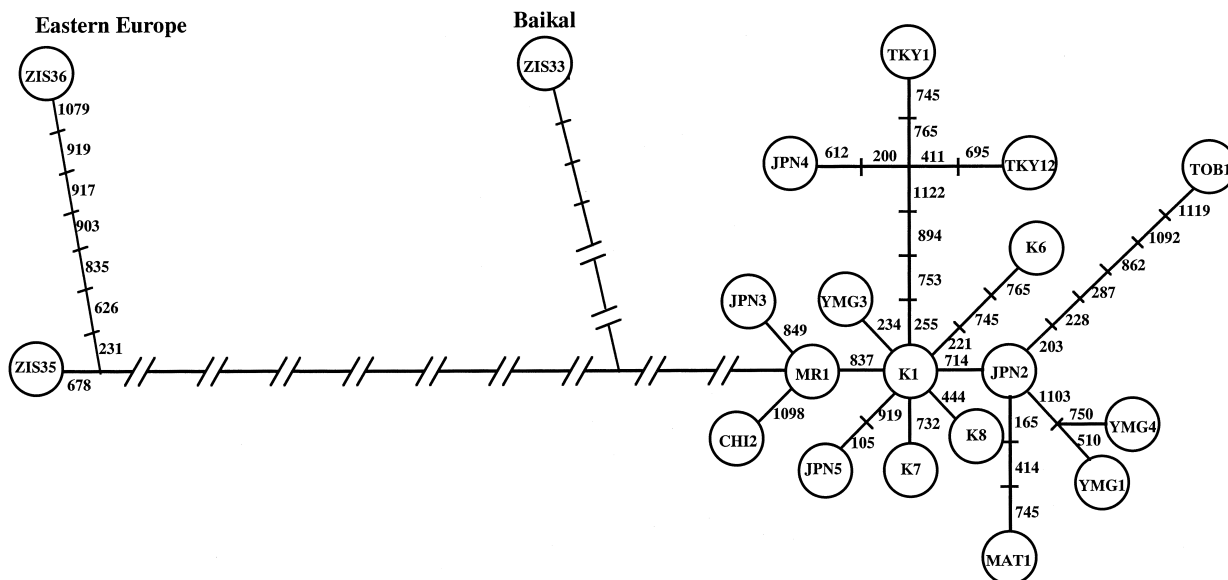 Eastern Europe
Baikal
ZIS36
ZIS33
TKY1
1079
919
917
903
835
626
231
ZIS35
678
745
765
JPN4
612
200
411
695
TKY12
1122
894
753
255
TOB1
1119
1092
862
287
228
203
K6
765
745
221
JPN3
849
YMG3
234
MR1
837
K1
714
JPN2
1098
CHI2
919
105
JPN5
732
K7
444
K8
1103
750
YMG4
510
YMG1
165
414
745
MAT1